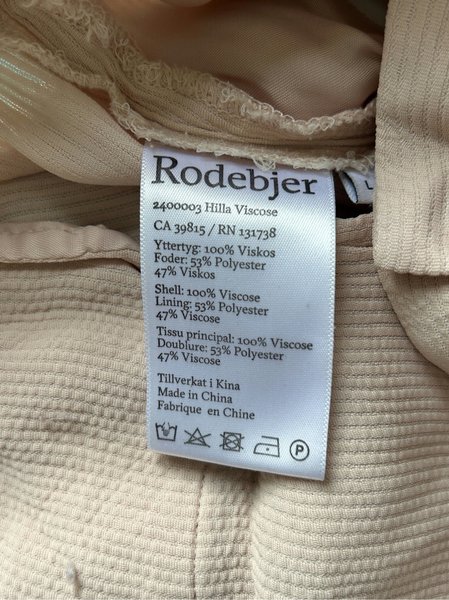 Rodebjer
2400003 Hilla Viscose
CA 39815 / RN 131738
Yttertyg: 100% Viskos
Foder: 53% Polyester
47% Viskos
Shell: 100% Viscose
Lining: 53% Polyester
47% Viscose
Tissu principal: 100% Viscose
Doublure: 53% Polyester
47% Viscose
Tillverkat i Kina
Made in China
Fabrique en Chine
P
L